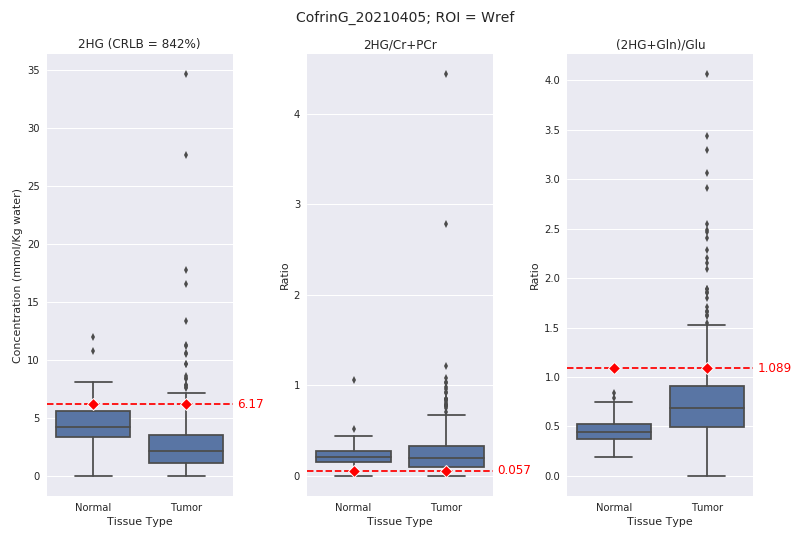 CofrinG_20210405; ROI = Wref
2HG (CRLB = 842%)
Concentration (mmol/Kg water)
35
30
25
20
15
10
5
0
6.17
Normal Tumor
Tissue Type
2HG/Cr+PCr
Ratio
4
3
2
1
0
0.057
Normal Tumor
Tissue Type
(2HG+Gln)/Glu
Ratio
4.0
3.5
3.0
2.5
2.0
1.5
1.0
0.5
0.0
1.089
Normal Tumor
Tissue Type